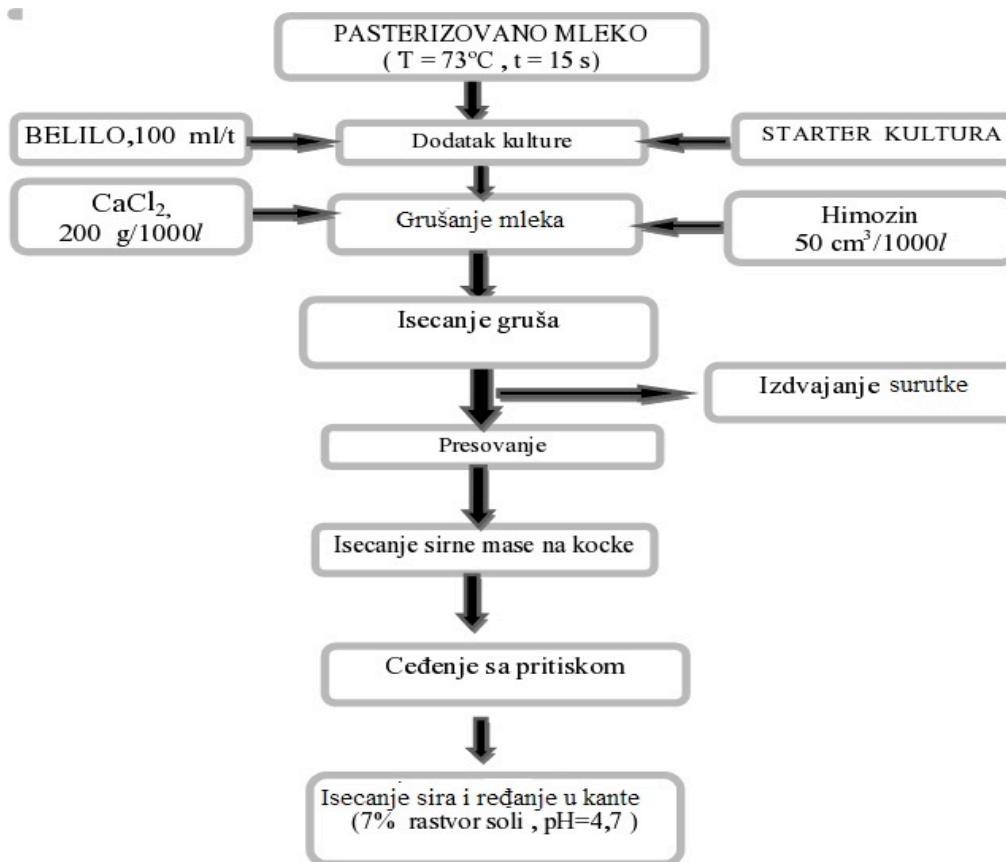 PASTERIZOVANO MLEKO
( T = 73ºC , t = 15 s)
BELILO,100 ml/t
Dodatak kulture
STARTER KULTURA
CaCl₂,
200 g/1000l
Grušanje mleka
Himozin
50 cm³/1000l
Isecanje gruša
Izdvajanje surutke
Presovanje
Isecanje sirne mase na kocke
Ceđenje sa pritiskom
Isecanje sira i ređanje u kante
(7% rastvor soli , pH=4,7 )